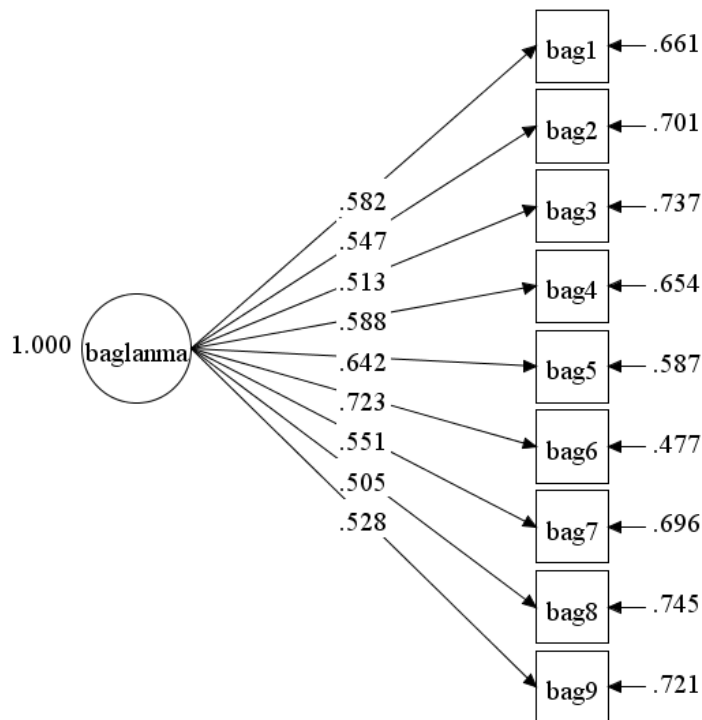 bag1
.661
bag2
.701
bag3
.737
bag4
.654
bag5
.587
bag6
.477
bag7
.696
bag8
.745
bag9
.721
.582
.547
.513
.588
.642
.723
.551
.505
.528
1.000
baglanma